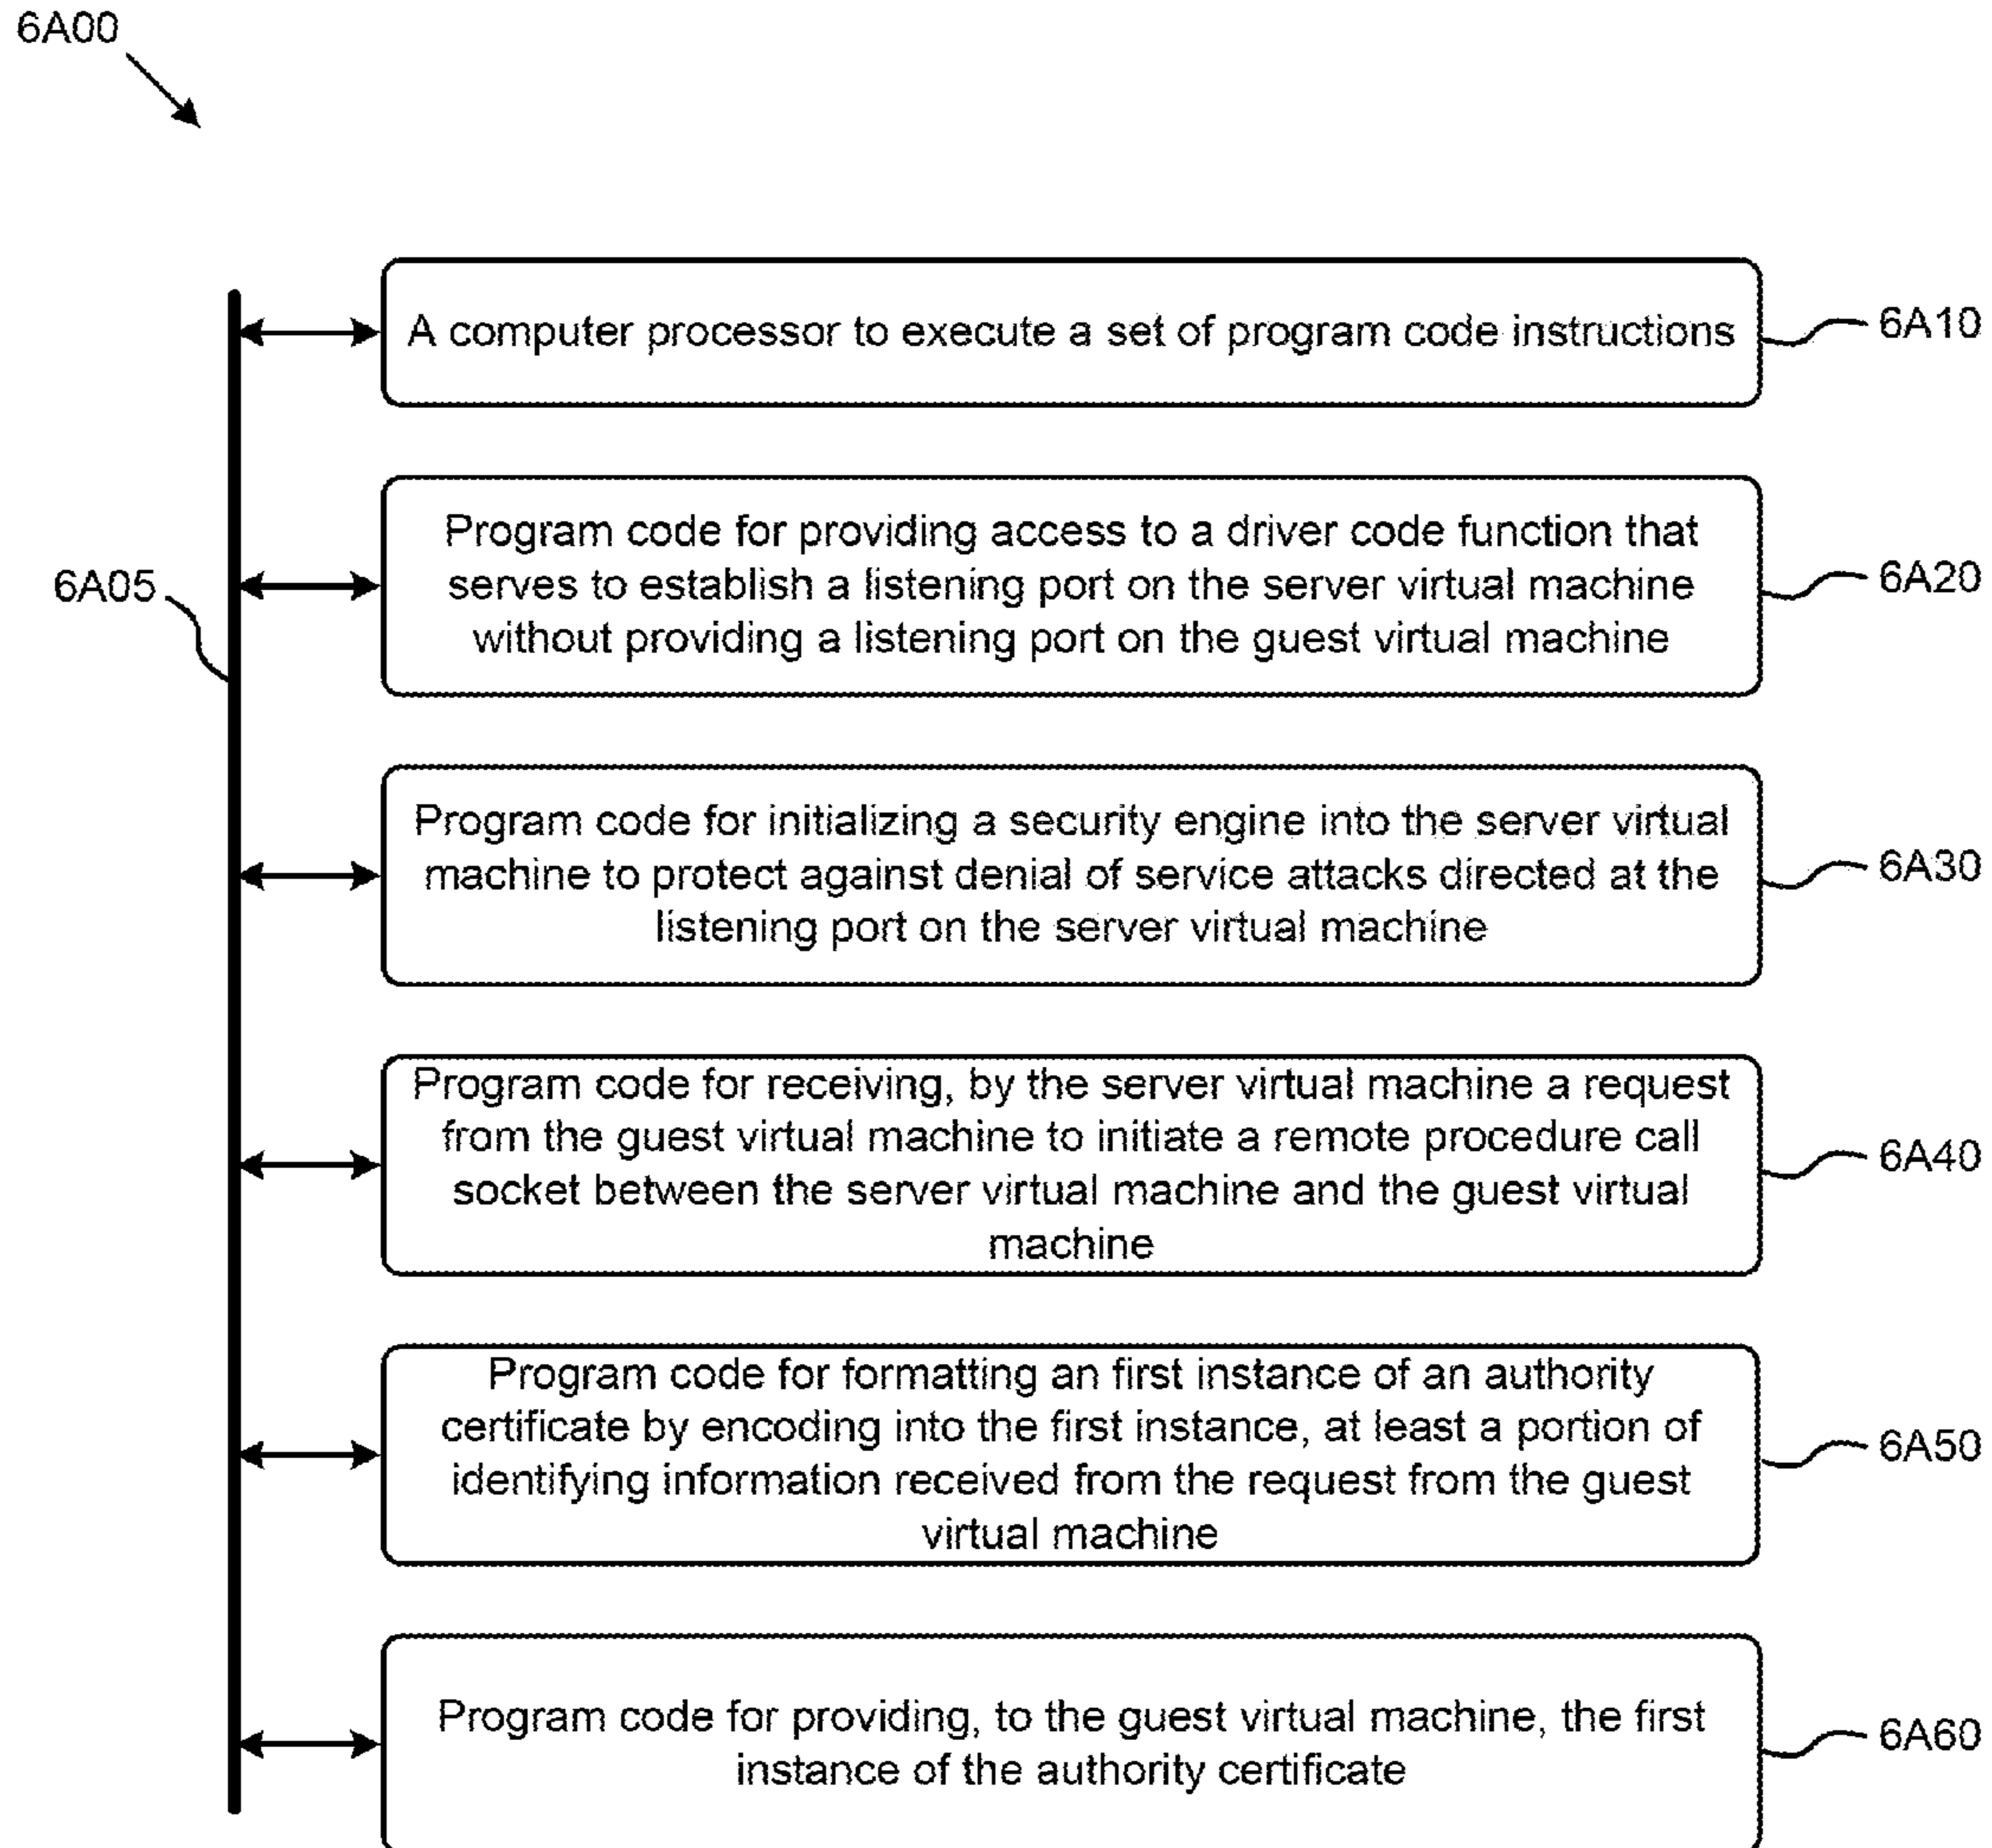 6A00
A computer processor to execute a set of program code instructions
6A10
Program code for providing access to a driver code function that
serves to establish a listening port on the server virtual machine
without providing a listening port on the guest virtual machine
6A20
6A05
Program code for initializing a security engine into the server virtual
machine to protect against denial of service attacks directed at the
listening port on the server virtual machine
6A30
Program code for receiving, by the server virtual machine a request
from the guest virtual machine to initiate a remote procedure call
socket between the server virtual machine and the guest virtual
machine
6A40
Program code for formatting an first instance of an authority
certificate by encoding into the first instance, at least a portion of
identifying information received from the request from the guest
virtual machine
6A50
Program code for providing, to the guest virtual machine, the first
instance of the authority certificate
6A60